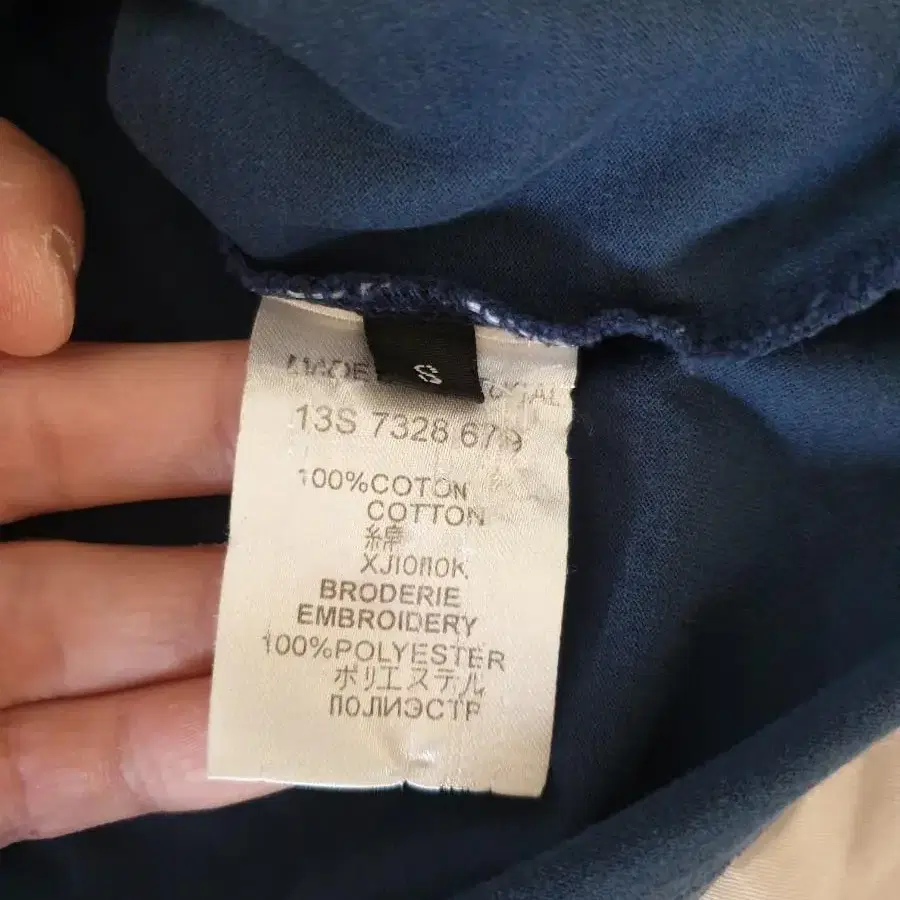 MADE
S
13S 7328 679
100%COTON
COTTON
綿
ХЛОПОК
BRODERIE
EMBROIDERY
100%POLYESTER
ポリエステル
ПОЛИЭСТР